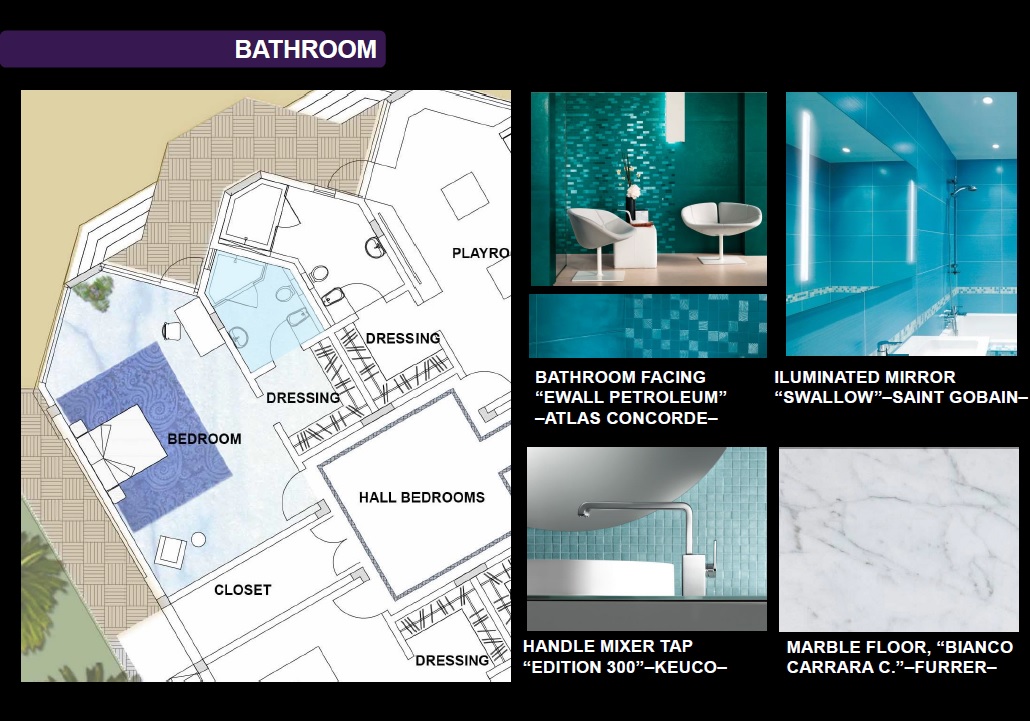 BATHROOM
PLAYRO
DRESSING
DRESSING
BEDROOM
HALL BEDROOMS
CLOSET
DRESSING
BATHROOM FACING
“EWALL PETROLEUM”
–ATLAS CONCORDE–
ILUMINATED MIRROR
“SWALLOW”–SAINT GOBAIN–
HANDLE MIXER TAP
“EDITION 300”–KEUCO–
MARBLE FLOOR, “BIANCO
CARRARA C.”–FURRER–